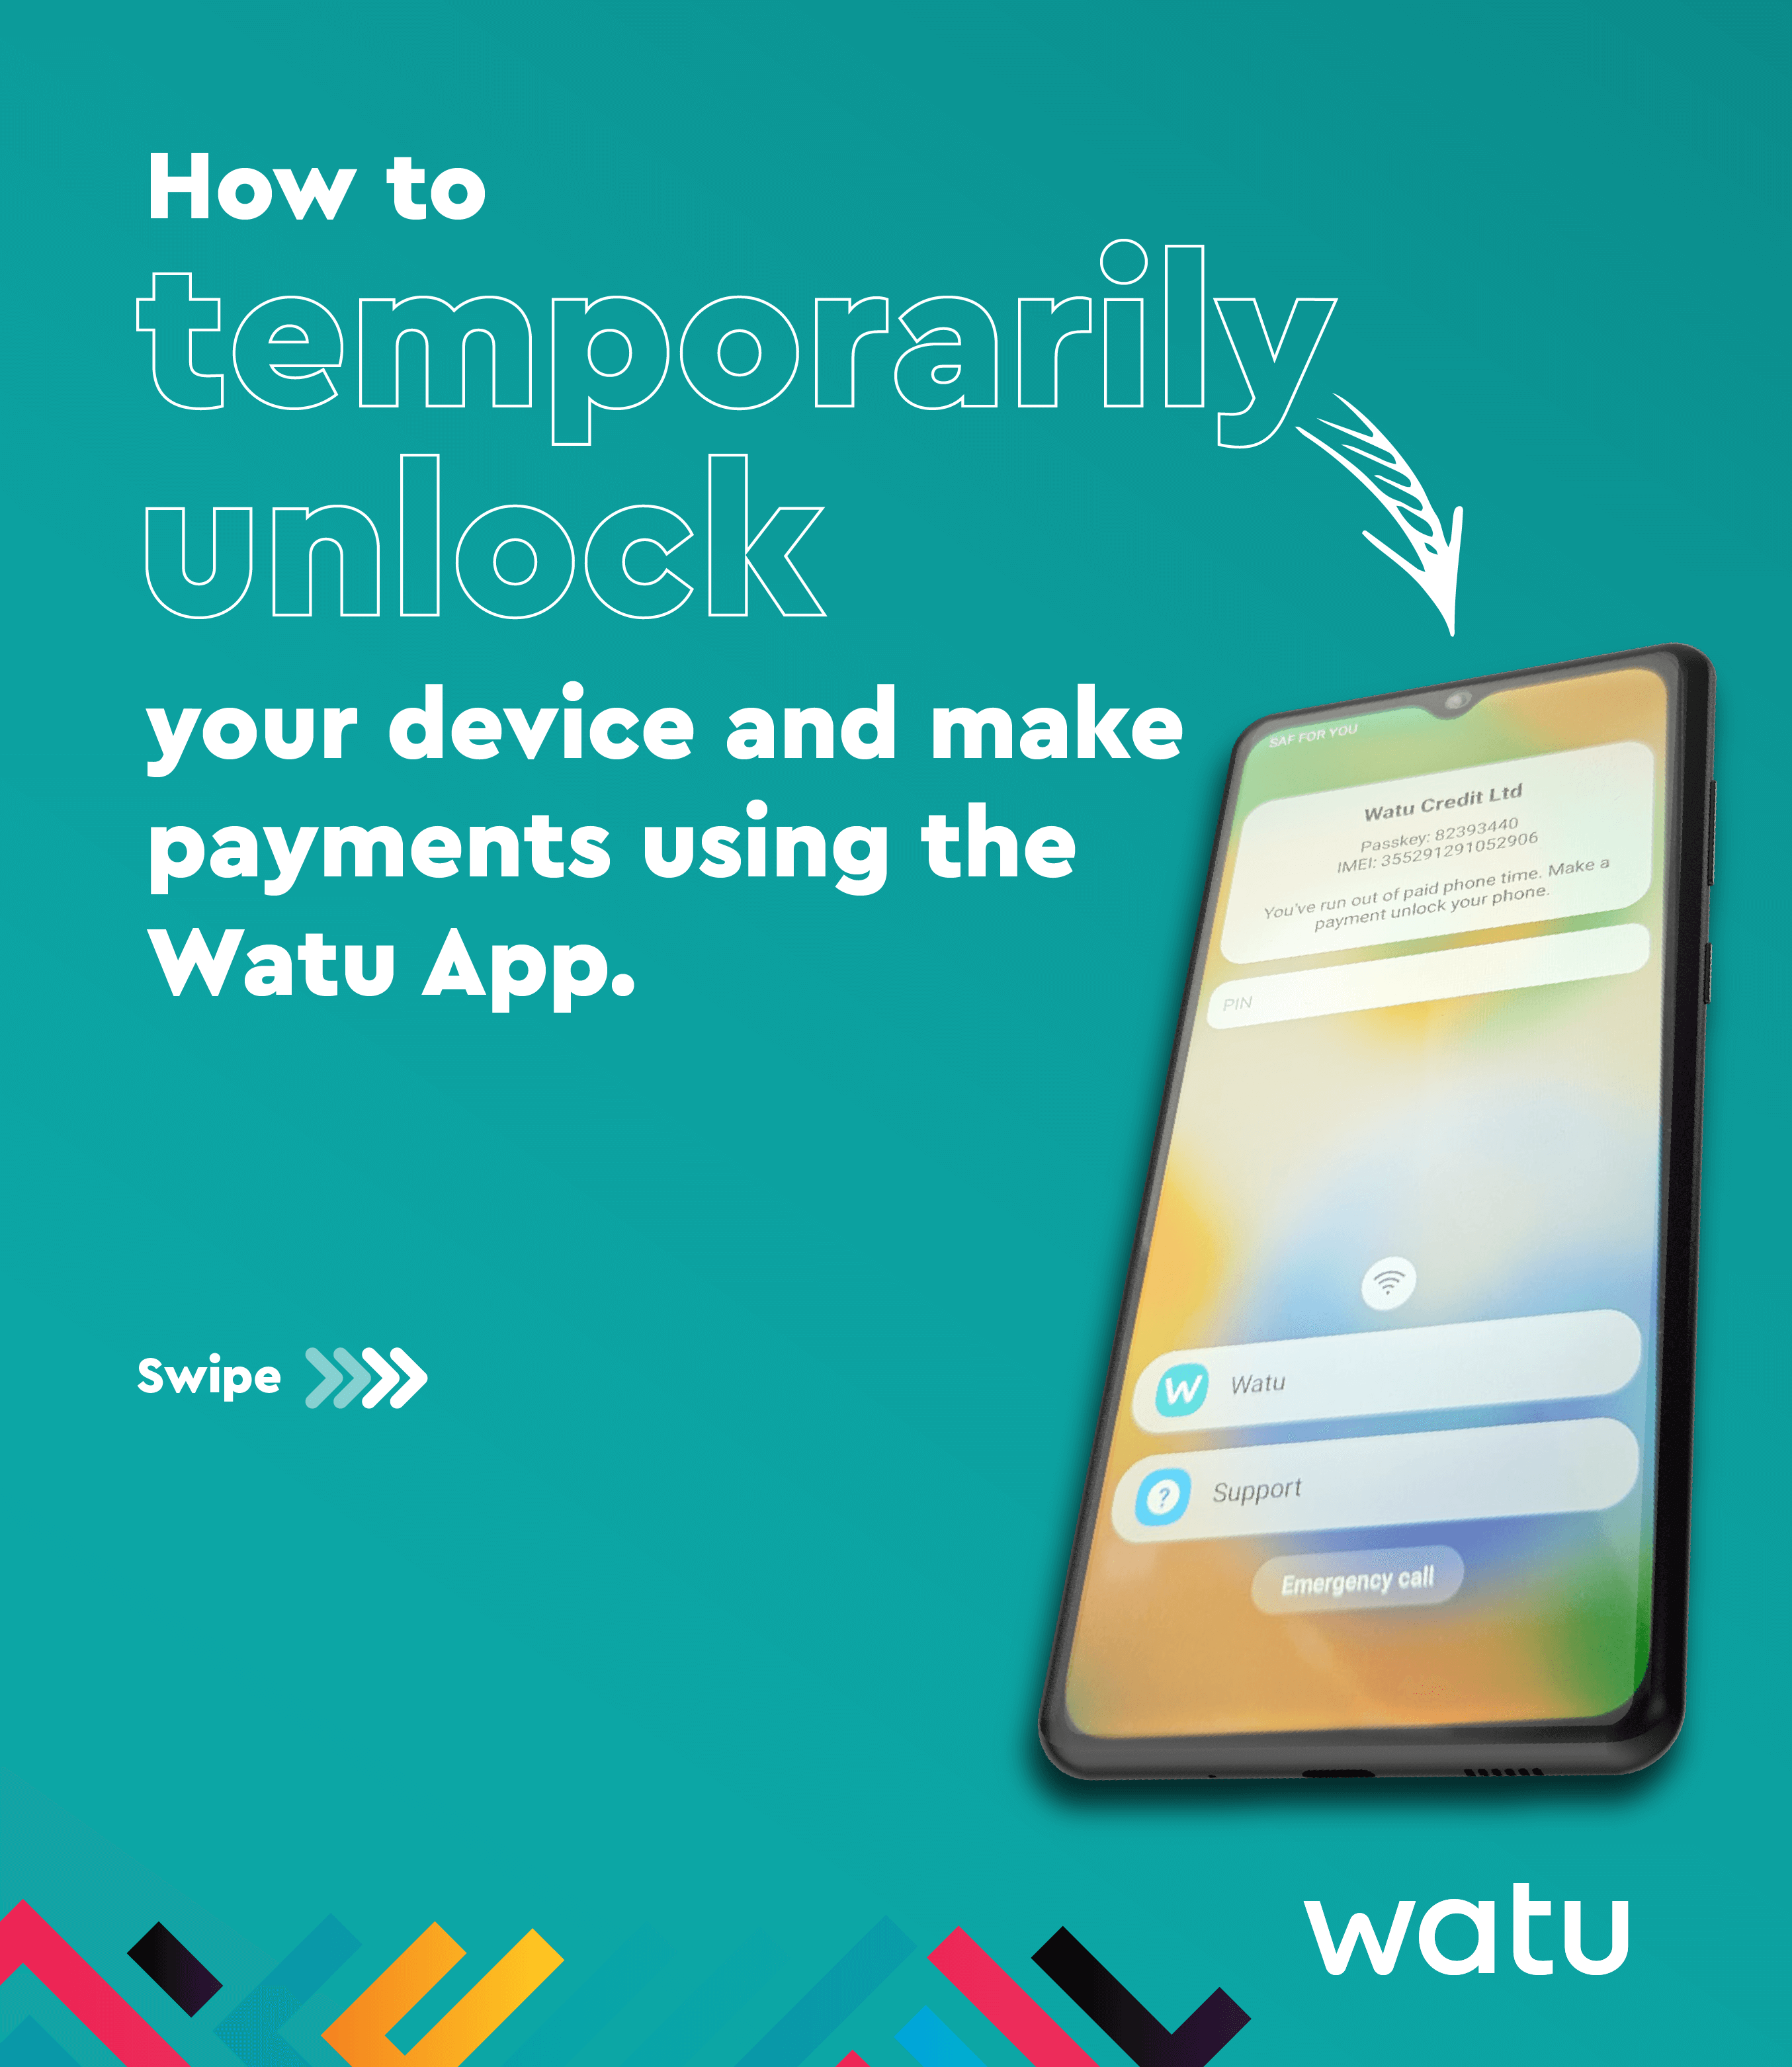 How to
temporarily
unlock
your device and make
payments using the
Watu App.
SAF FOR YOU
Watu Credit Ltd
Passkey: 82393440
IMEI: 355291291052906
You've run out of paid phone time. Make a
payment unlock your phone.
PIN
Swipe
W
Watu
?
Support
Emergency call
watu